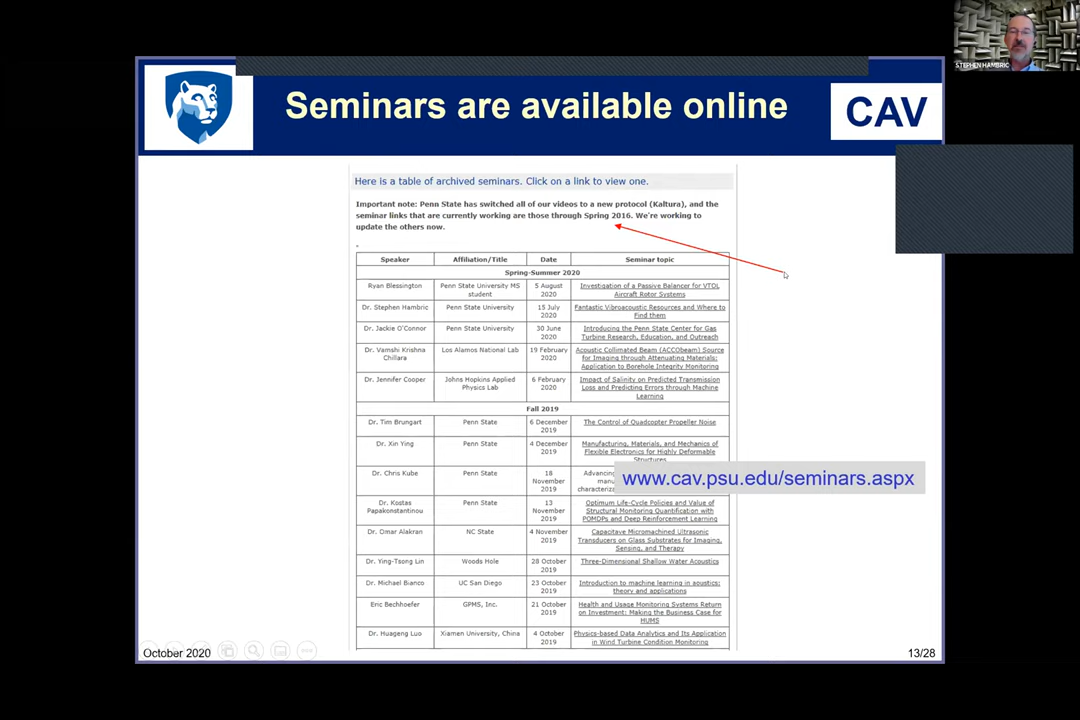 STEPHEN HAMBRIC
Seminars are available online
CAV
Here is a table of archived seminars. Click on a link to view one.
Important note: Penn State has switched all of our videos to a new protocol (Kaltura), and the
seminar links that are currently working are those through Spring 2016. We're working to
update the others now.
Speaker Affiliation/Title Date Seminar topic
Spring-Summer 2020
Ryan Blessington Penn State University MS 5 August Investigation of a Passive Balancer for VTOL
student 2020 Aircraft Rotor Systems
Dr. Stephen Hambric Penn State University 15 July Fantastic Vibroacoustic Resources and Where to
2020 Find them
Dr. Jackie O'Connor Penn State University 30 June Introducing the Penn State Center for Gas
2020 Turbine Research, Education, and Outreach
Dr. Vamshi Krishna Los Alamos National Lab 19 February Acoustic Collimated Beam (ACCObeam) Source
Chillara 2020 for Imaging through Attenuating Materials:
Application to Borehole Integrity Monitoring
Dr. Jennifer Cooper Johns Hopkins Applied 6 February Impact of Salinity on Predicted Transmission
Physics Lab 2020 Loss and Predicting Errors through Machine
Learning
Fall 2019
Dr. Tim Brungart Penn State 6 December The Control of Quadcopter Propeller Noise
2019
Dr. Xin Ying Penn State 4 December Manufacturing, Materials, and Mechanics of
2019 Flexible Electronics for Highly Deformable
Structures
Dr. Chris Kube Penn State 18
November
2019
www.cav.psu.edu/seminars.aspx
Dr. Kostas Penn State 13 Optimum Life-Cycle Policies and Value of
Papakonstantinou November Structural Monitoring Quantification with
2019 POMDPs and Deep Reinforcement Learning
Dr. Omar Alakran NC State 4 November Capacitave Micromachined Ultrasonic
2019 Transducers on Glass Substrates for Imaging,
Sensing, and Therapy
Dr. Ying-Tsong Lin Woods Hole 28 October Three-Dimensional Shallow Water Acoustics
2019
Dr. Michael Bianco UC San Diego 23 October Introduction to machine learning in acoustics:
2019 theory and applications
Eric Bechhoefer GPMS, Inc. 21 October Health and Usage Monitoring Systems Return
2019 on Investment: Making the Business Case for
HUMS
Dr. Huageng Luo Xiamen University, China 4 October Physics-based Data Analytics and Its Application
2019 in Wind Turbine Condition Monitoring
October 2020
13/28